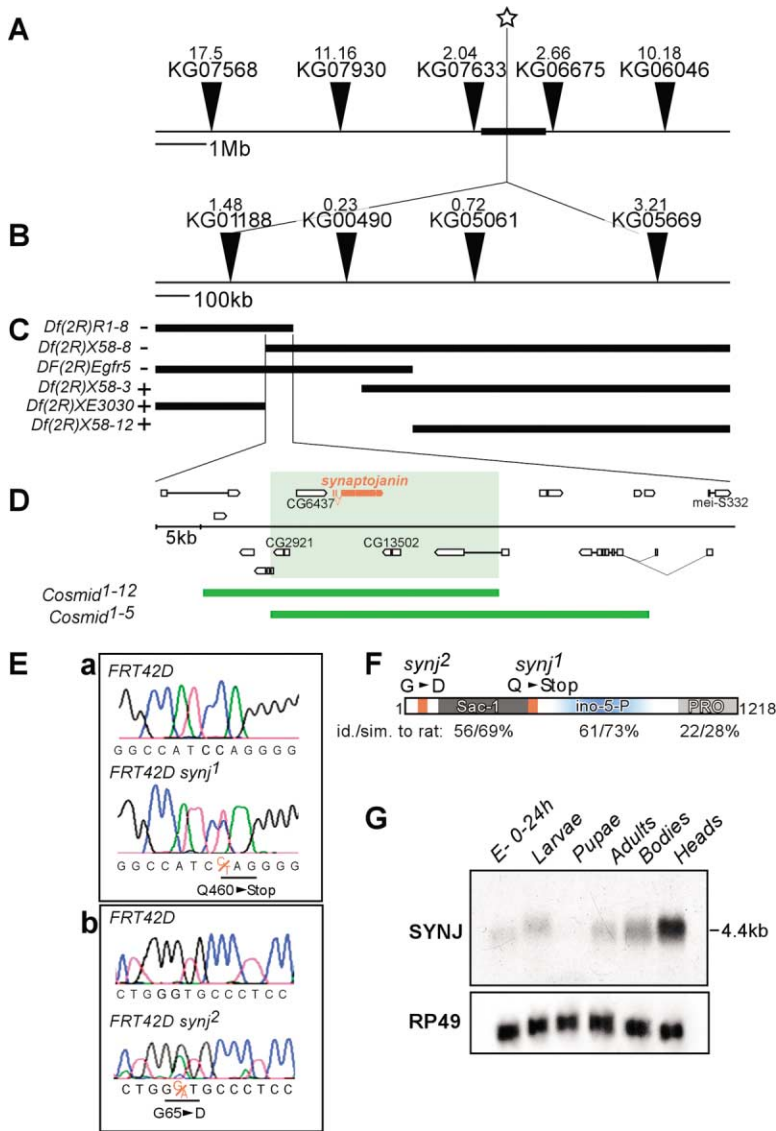 A
17.5 11.16 2.04 2.66 10.18
KG07568 KG07930 KG07633 KG06675 KG06046
1Mb
B
1.48 0.23 0.72 3.21
KG01188 KG00490 KG05061 KG05669
100kb
C
Df(2R)R1-8 -
Df(2R)X58-8 -
DF(2R)Egfr5 -
Df(2R)X58-3 +
Df(2R)XE3030 +
Df(2R)X58-12 +
D
synaptojanin
CG6437
mei-S332
5kb
CG2921 CG13502
Cosmid1-12
Cosmid1-5
E
a
FRT42D
G G C C A T C C A G G G G
FRT42D synj1
G G C C A T C C/T A G G G G
Q460►Stop
b
FRT42D
C T G G G T G C C C T C C
FRT42D synj2
C T G G G/A T G C C C T C C
G65►D
F
synj2 synj1
G►D Q►Stop
1 Sac-1 ino-5-P PRO 1218
id./sim. to rat: 56/69% 61/73% 22/28%
G
E- 0-24h Larvae Pupae Adults Bodies Heads
SYNJ -4.4kb
RP49